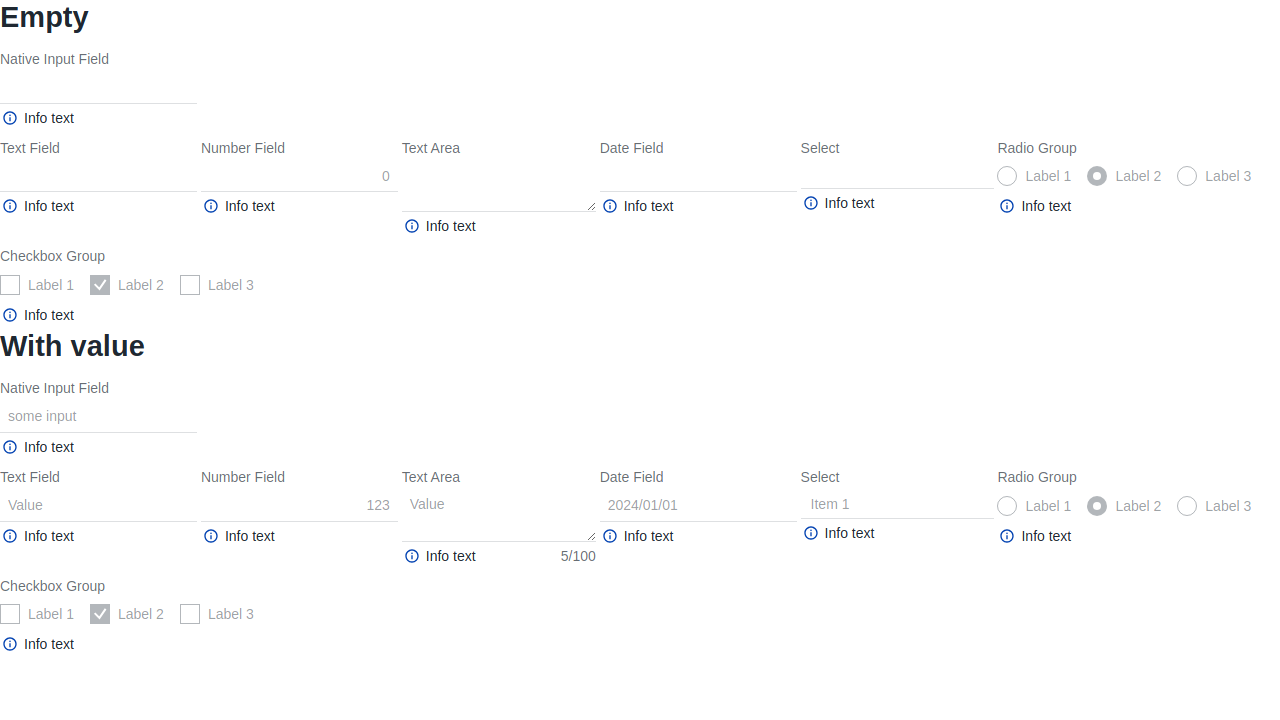 Empty
Native Input Field
Info text
Text Field Number Field Text Area Date Field Select Radio Group
0 Label 1 Label 2 Label 3
Info text Info text Info text Info text Info text Info text
Checkbox Group
Label 1 Label 2 Label 3
Info text
With value
Native Input Field
some input
Info text
Text Field Number Field Text Area Date Field Select Radio Group
Value 123 Value 2024/01/01 Item 1 Label 1 Label 2 Label 3
Info text Info text Info text 5/100 Info text Info text Info text
Checkbox Group
Label 1 Label 2 Label 3
Info text